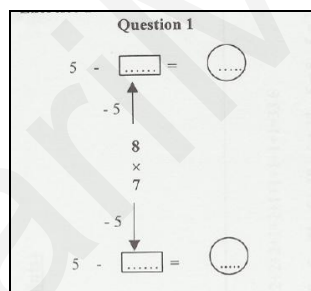 Question 1
5 - ...... = .....
- 5
8
×
7
- 5
5 - ...... = .....